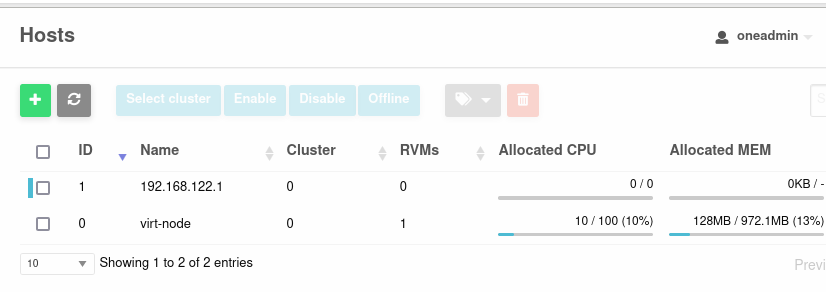 Hosts
oneadmin
Select cluster Enable Disable Offline
ID Name Cluster RVMs Allocated CPU Allocated MEM
1 192.168.122.1 0 0 0 / 0 0KB / -
0 virt-node 0 1 10 / 100 (10%) 128MB / 972.1MB (13%)
10 Showing 1 to 2 of 2 entries
Previ